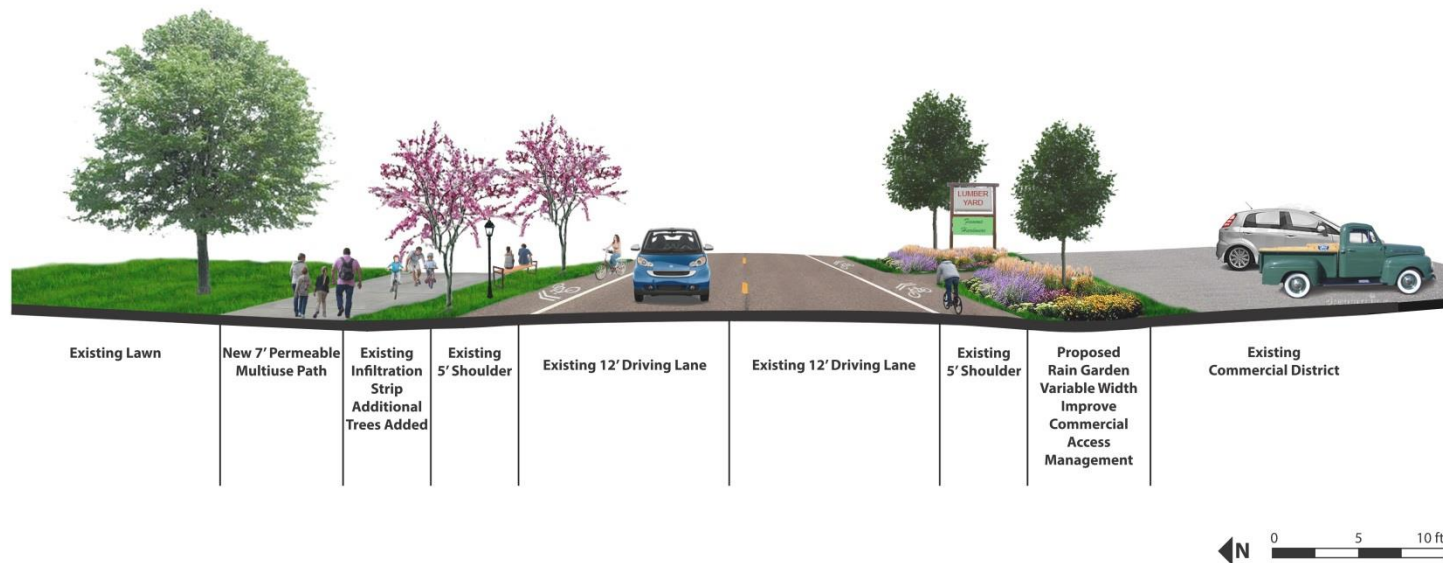 LUMBER
YARD
Existing Lawn
New 7' Permeable
Multiuse Path
Existing
Infiltration
Strip
Additional
Trees Added
Existing
5' Shoulder
Existing 12' Driving Lane
Existing 12' Driving Lane
Existing
5' Shoulder
Proposed
Rain Garden
Variable Width
Improve
Commercial
Access
Management
Existing
Commercial District
N
0 5 10 ft